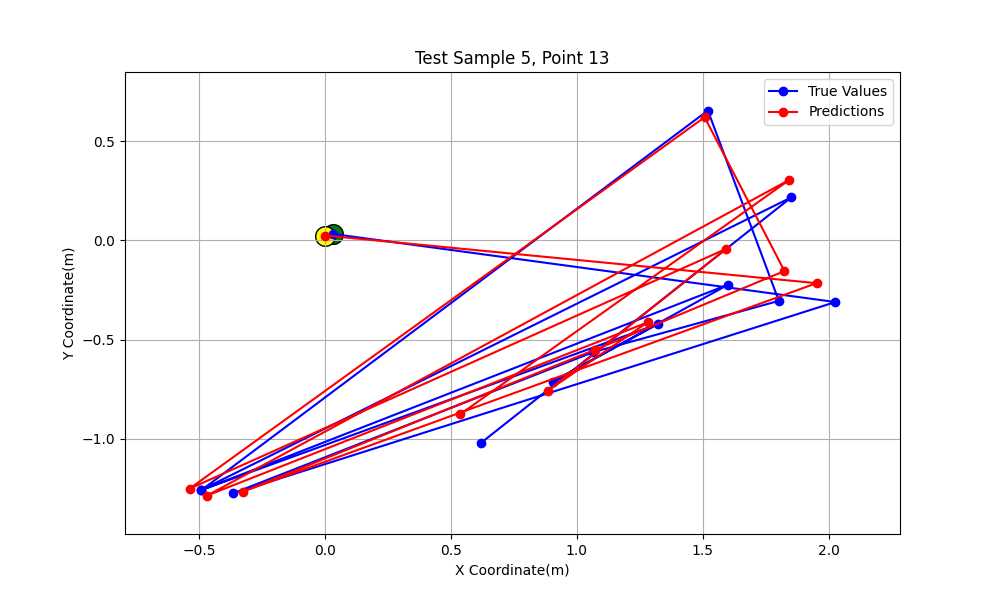 Test Sample 5, Point 13
True Values
Predictions
0.5
0.0
−0.5
−1.0
Y Coordinate(m)
−0.5
0.0
0.5
1.0
1.5
2.0
X Coordinate(m)